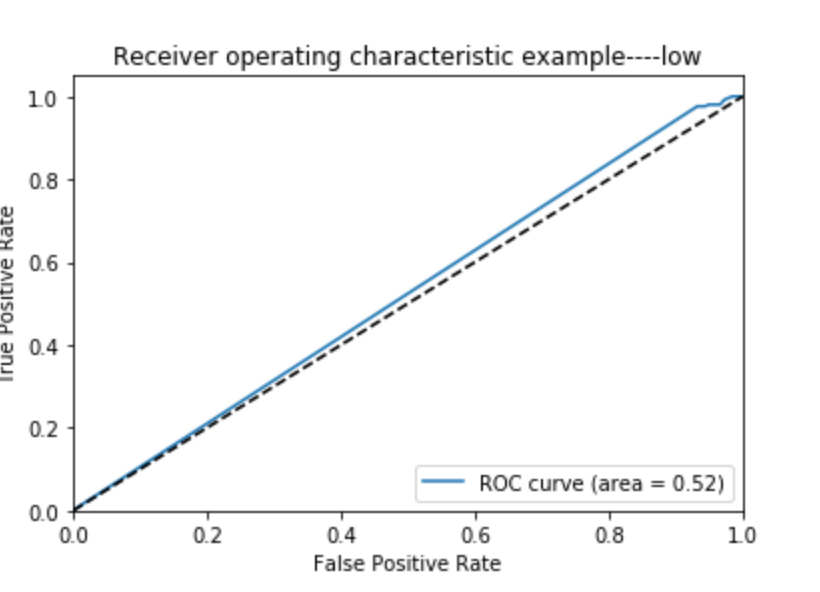 Receiver operating characteristic example----low
True Positive Rate
1.0
0.8
0.6
0.4
0.2
0.0
0.0 0.2 0.4 0.6 0.8 1.0
False Positive Rate
ROC curve (area = 0.52)